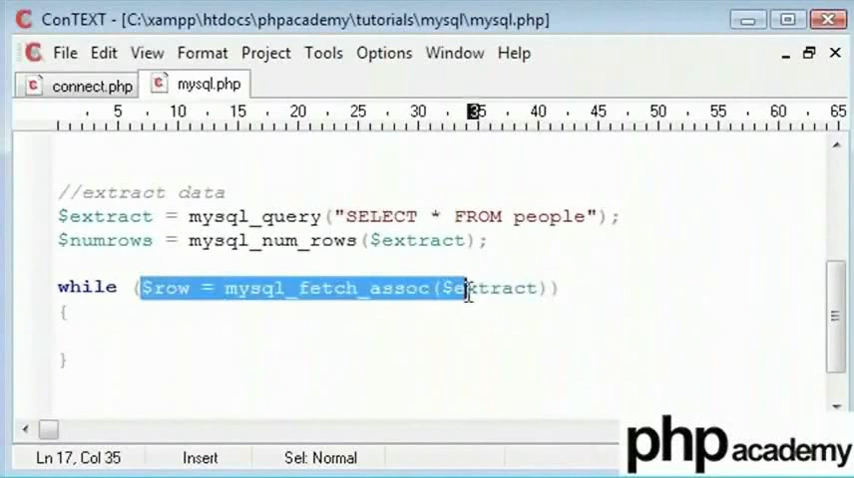 ConTEXT - [C:\xampp\htdocs\phpacademy\tutorials\mysql\mysql.php]
File Edit View Format Project Tools Options Window Help
connect.php mysql.php
5 10 15 20 25 30 35 40 45 50 55 60 65
//extract data
$extract = mysql_query("SELECT * FROM people");
$numrows = mysql_num_rows($extract);
while ($row = mysql_fetch_assoc($extract))
{
}
Ln 17, Col 35 Insert Sel: Normal
php academy